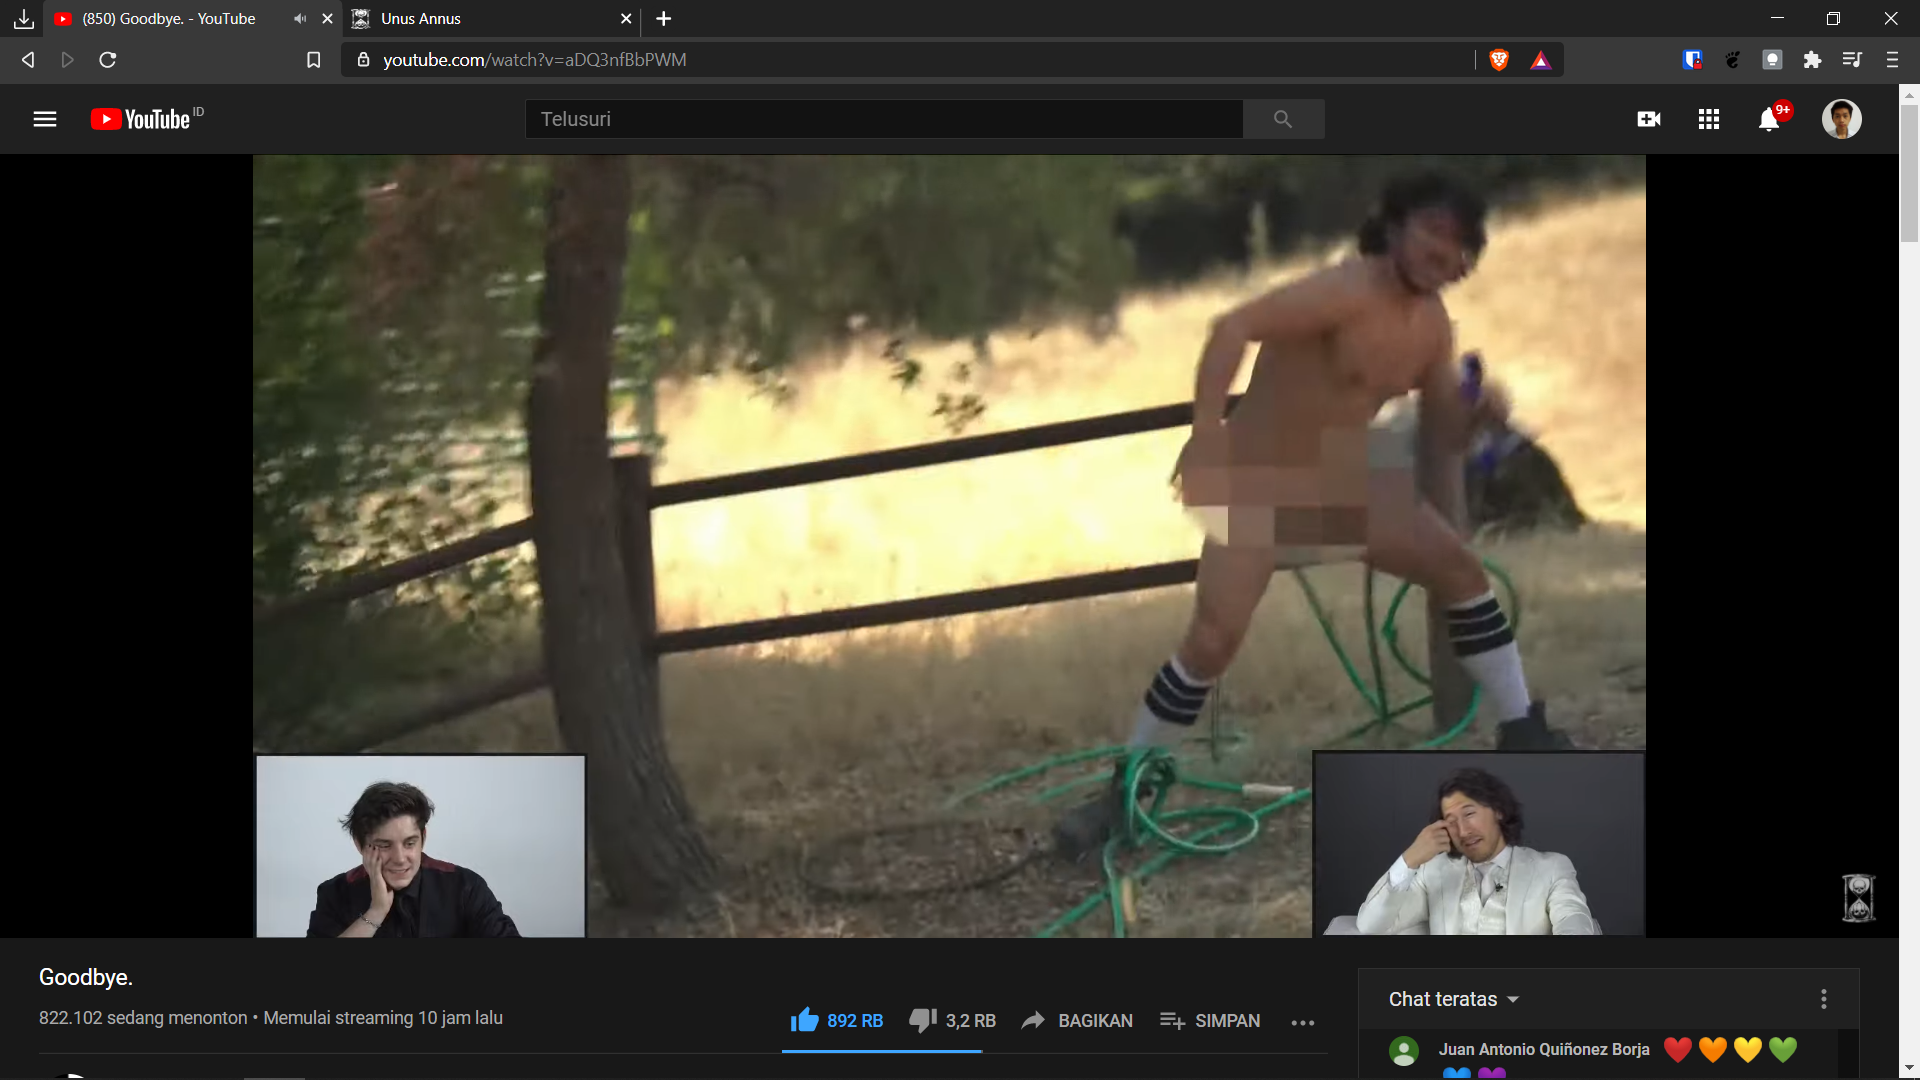 (850) Goodbye. - YouTube
Unus Annus
youtube.com/watch?v=aDQ3nfBbPWM
YouTube ID
Telusuri
9+
Goodbye.
822.102 sedang menonton • Memulai streaming 10 jam lalu
892 RB
3,2 RB
BAGIKAN
SIMPAN
Chat teratas
Juan Antonio Quiñonez Borja ❤️🧡💛💚
💙💜